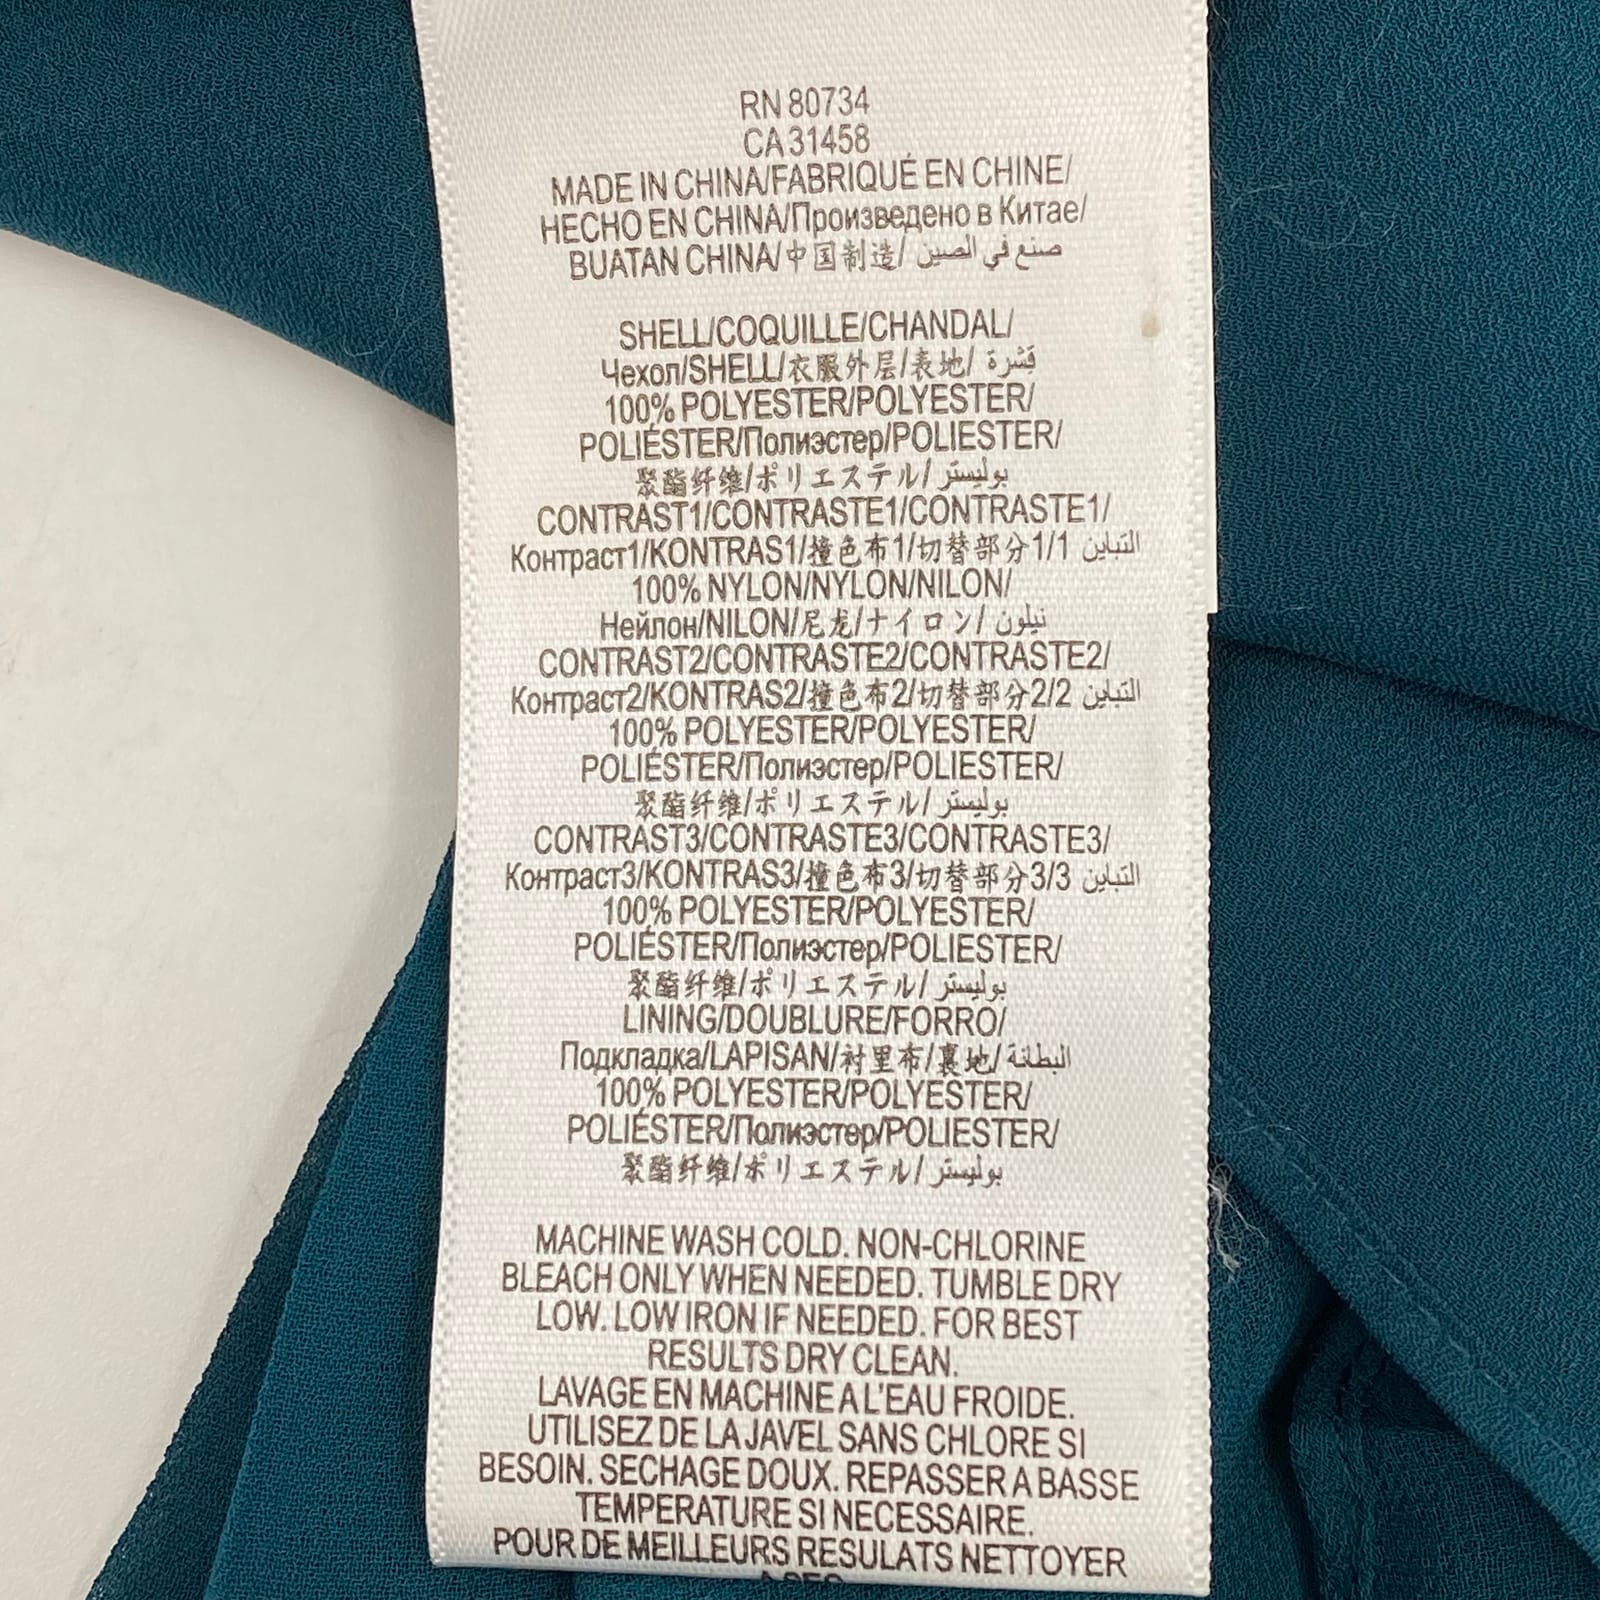 RN 80734
CA 31458
MADE IN CHINA/FABRIQUÉ EN CHINE/
HECHO EN CHINA/Произведено в Китае/
BUATAN CHINA/中国制造/ صنع في الصين
SHELL/COQUILLE/CHANDAL/
Чехол/SHELL/衣服外层/表地/ قشرة
100% POLYESTER/POLYESTER/
POLIÉSTER/Полиэстер/POLIESTER/
聚酯纤维/ポリエステル/ بوليستر
CONTRAST1/CONTRASTE1/CONTRASTE1/
Контраст1/KONTRAS1/撞色布1/切替部分1/1 التباين
100% NYLON/NYLON/NILON/
Нейлон/NILON/尼龙/ナイロン/ نيلون
CONTRAST2/CONTRASTE2/CONTRASTE2/
Контраст2/KONTRAS2/撞色布2/切替部分2/2 التباين
100% POLYESTER/POLYESTER/
POLIÉSTER/Полиэстер/POLIESTER/
聚酯纤维/ポリエステル/ بوليستر
CONTRAST3/CONTRASTE3/CONTRASTE3/
Контраст3/KONTRAS3/撞色布3/切替部分3/3 التباين
100% POLYESTER/POLYESTER/
POLIÉSTER/Полиэстер/POLIESTER/
聚酯纤维/ポリエステル/ بوليستر
LINING/DOUBLURE/FORRO/
Подкладка/LAPISAN/衬里布/裏地/ البطانة
100% POLYESTER/POLYESTER/
POLIÉSTER/Полиэстер/POLIESTER/
聚酯纤维/ポリエステル/ بوليستر
MACHINE WASH COLD. NON-CHLORINE
BLEACH ONLY WHEN NEEDED. TUMBLE DRY
LOW. LOW IRON IF NEEDED. FOR BEST
RESULTS DRY CLEAN.
LAVAGE EN MACHINE A L'EAU FROIDE.
UTILISEZ DE LA JAVEL SANS CHLORE SI
BESOIN. SECHAGE DOUX. REPASSER A BASSE
TEMPERATURE SI NECESSAIRE.
POUR DE MEILLEURS RESULATS NETTOYER